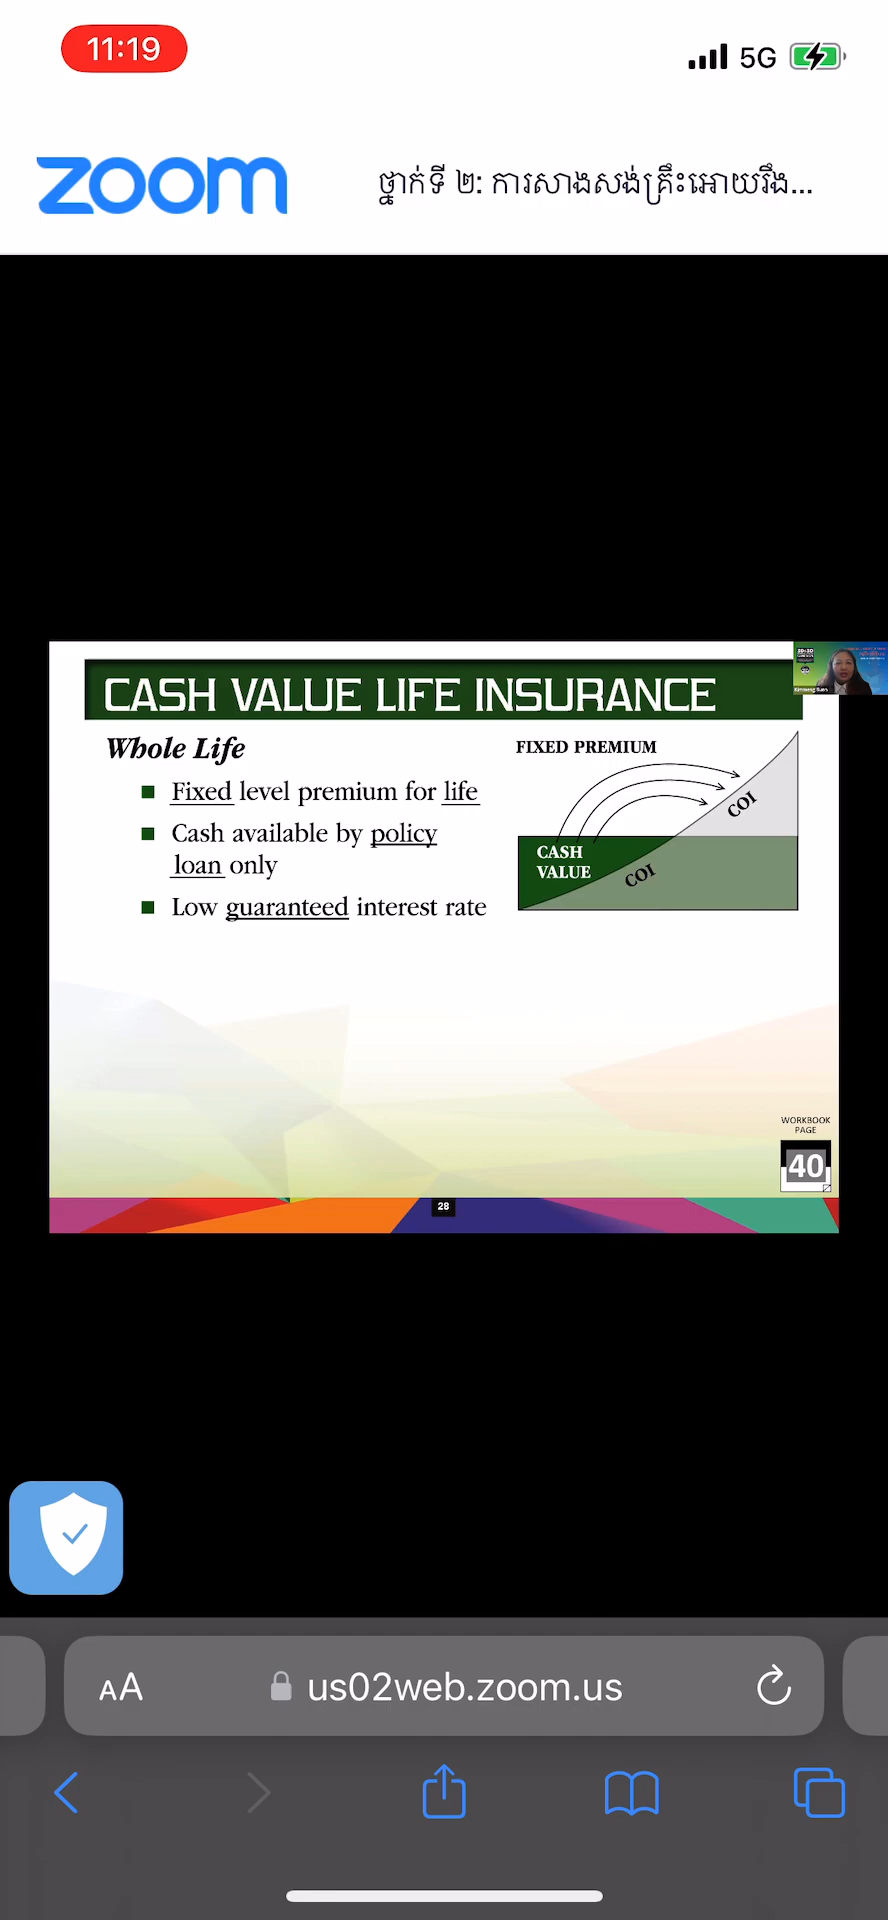 11:19
5G
zoom
ថ្នាក់ទី ២: ការសាងសង់គ្រឹះអោយរឹង...
CASH VALUE LIFE INSURANCE
Whole Life
Fixed level premium for life
Cash available by policy
loan only
Low guaranteed interest rate
FIXED PREMIUM
COI
CASH
VALUE
COI
WORKBOOK
PAGE
40
28
AA
us02web.zoom.us